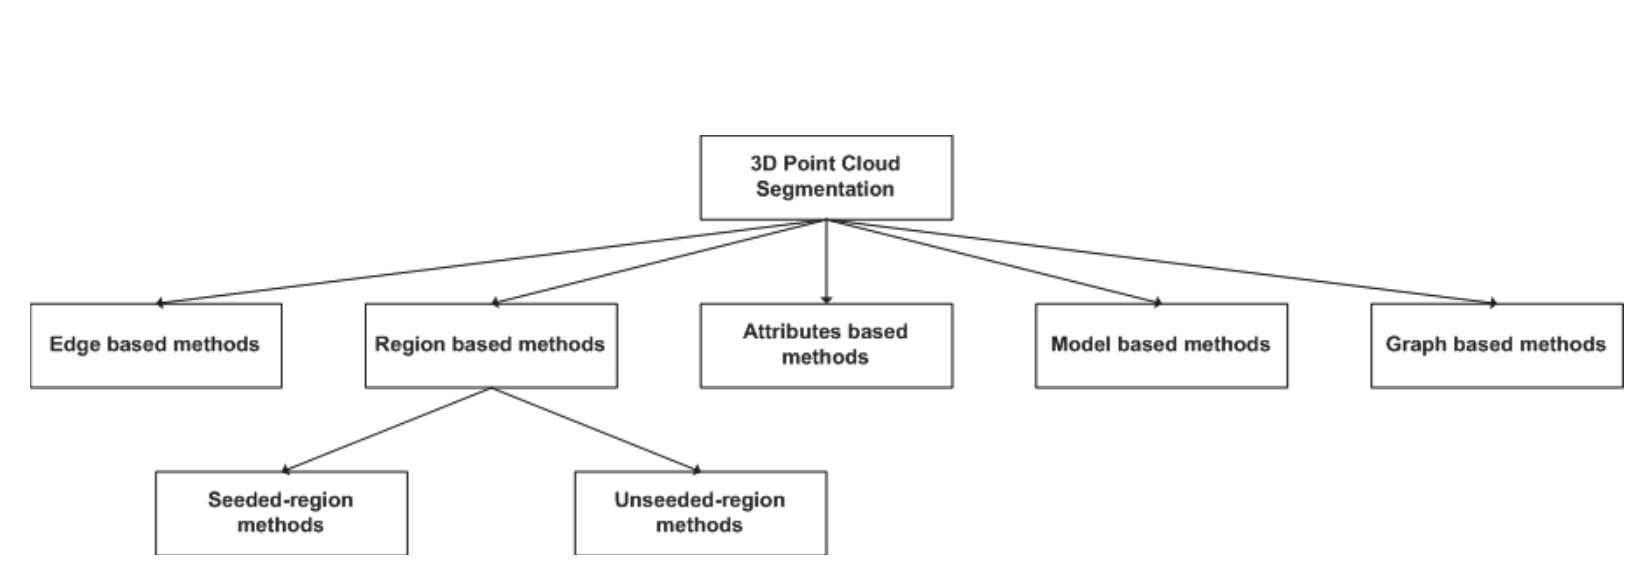 3D Point Cloud
Segmentation
Edge based methods
Region based methods
Attributes based
methods
Model based methods
Graph based methods
Seeded-region
methods
Unseeded-region
methods